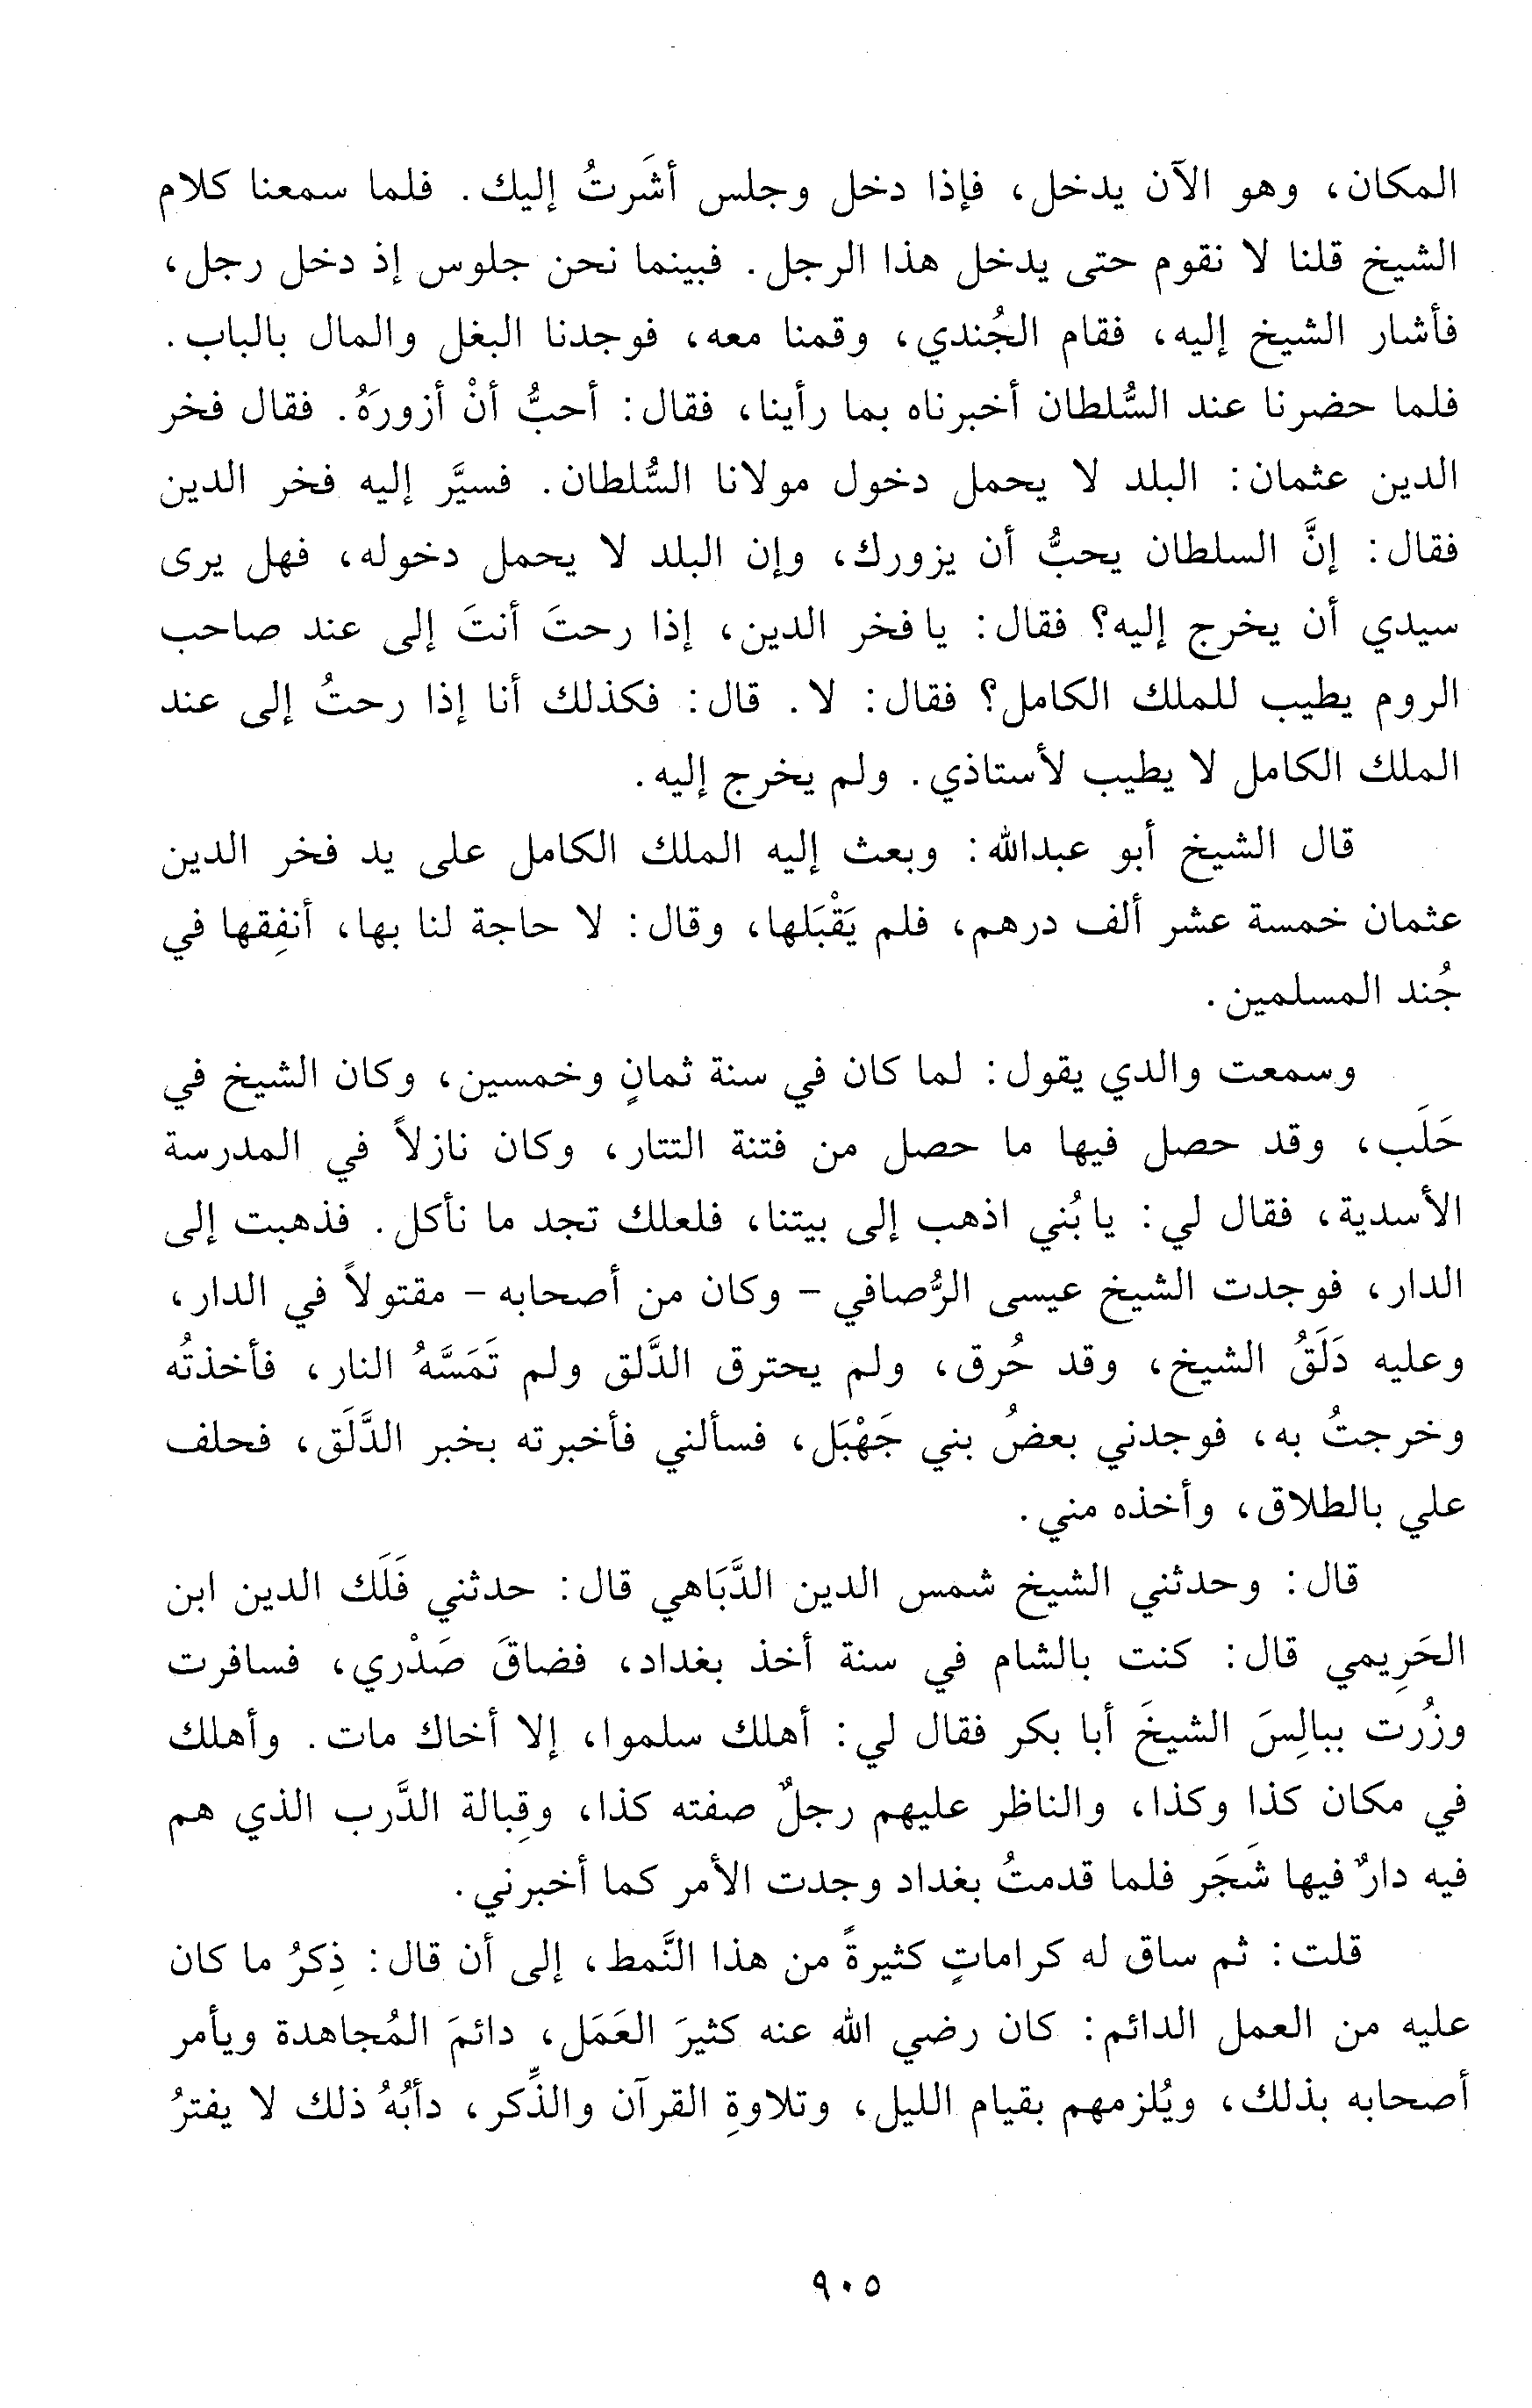 المكان، وهو الآن يدخل، فإذا دخل وجلس أشَرتُ إليك. فلما سمعنا كلام
الشيخ قلنا لا نقوم حتى يدخل هذا الرجل. فبينما نحن جلوس إذ دخل رجل،
فأشار الشيخ إليه، فقام الجُندي، وقمنا معه، فوجدنا البغل والمال بالباب.
فلما حضرنا عند السُّلطان أخبرناه بما رأينا، فقال: أحبُّ أنْ أزورَهُ. فقال فخر
الدين عثمان: البلد لا يحمل دخول مولانا السُّلطان. فسيَّر إليه فخر الدين
فقال: إنَّ السلطان يحبُّ أن يزورك، وإن البلد لا يحمل دخوله، فهل يرى
سيدي أن يخرج إليه؟ فقال: يا فخر الدين، إذا رحتَ أنتَ إلى عند صاحب
الروم يطيب للملك الكامل؟ فقال: لا. قال: فكذلك أنا إذا رحتُ إلى عند
الملك الكامل لا يطيب لأستاذي. ولم يخرج إليه.
قال الشيخ أبو عبدالله: وبعث إليه الملك الكامل على يد فخر الدين
عثمان خمسة عشر ألف درهم، فلم يَقْبَلها، وقال: لا حاجة لنا بها، أنفِقها في
جُند المسلمين.
وسمعت والدي يقول: لما كان في سنة ثمانٍ وخمسين، وكان الشيخ في
حَلَب، وقد حصل فيها ما حصل من فتنة التتار، وكان نازلاً في المدرسة
الأسدية، فقال لي: يا بُني اذهب إلى بيتنا، فلعلك تجد ما نأكل. فذهبت إلى
الدار، فوجدت الشيخ عيسى الرُّصافي - وكان من أصحابه - مقتولاً في الدار،
وعليه دَلَقُ الشيخ، وقد حُرق، ولم يحترق الدَّلق ولم تَمَسَّهُ النار، فأخذتُه
وخرجتُ به، فوجدني بعضُ بني جَهْبَل، فسألني فأخبرته بخبر الدَّلَق، فحلف
علي بالطلاق، وأخذه مني.
قال: وحدثني الشيخ شمس الدين الدَّبَاهي قال: حدثني فَلَك الدين ابن
الحَرِيمي قال: كنت بالشام في سنة أخذ بغداد، فضاقَ صَدْري، فسافرت
وزُرت ببالِسَ الشيخَ أبا بكر فقال لي: أهلك سلموا، إلا أخاك مات. وأهلك
في مكان كذا وكذا، والناظر عليهم رجلٌ صفته كذا، وقِبالة الدَّرب الذي هم
فيه دارٌ فيها شَجَر فلما قدمتُ بغداد وجدت الأمر كما أخبرني.
قلت: ثم ساق له كراماتٍ كثيرةً من هذا النَّمط، إلى أن قال: ذِكرُ ما كان
عليه من العمل الدائم: كان رضي الله عنه كثيرَ العَمَل، دائمَ المُجاهدة ويأمر
أصحابه بذلك، ويُلزمهم بقيام الليل، وتلاوةِ القرآن والذِّكر، دأبُهُ ذلك لا يفترُ
٩٠٥